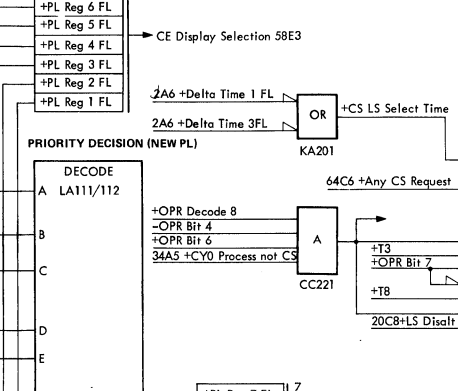 +PL Reg 6 FL
+PL Reg 5 FL
+PL Reg 4 FL
+PL Reg 3 FL
+PL Reg 2 FL
+PL Reg 1 FL
CE Display Selection 58E3
2A6 +Delta Time 1 FL
2A6 +Delta Time 3FL
OR
KA201
+CS LS Select Time
64C6 +Any CS Request
PRIORITY DECISION (NEW PL)
DECODE
LA111/112
A
B
C
D
E
+OPR Decode 8
-OPR Bit 4
+OPR Bit 6
34A5 +CY0 Process not CS
A
CC221
+T3
+OPR Bit 7
+T8
20C8+LS Disalt
7